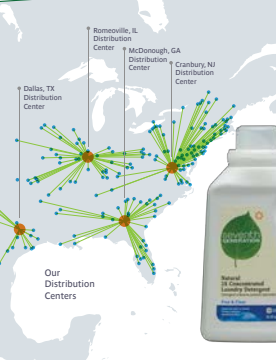 Romeoville, IL
Distribution
Center
McDonough, GA
Distribution
Center
Cranbury, NJ
Distribution
Center
Dallas, TX
Distribution
Center
Our
Distribution
Centers
seventh
GENERATION
Natural
2X Concentrated
Laundry Detergent
Free & Clear